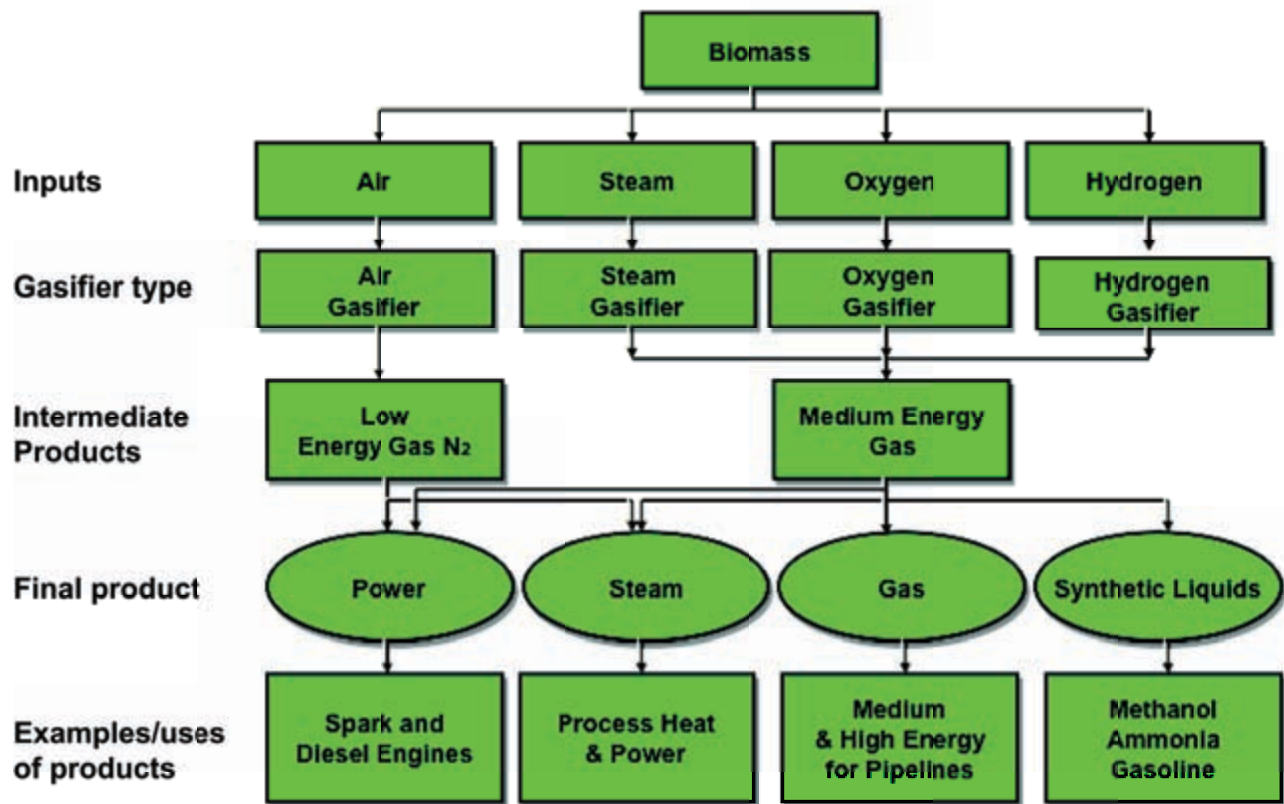 Biomass
Inputs
Air
Steam
Oxygen
Hydrogen
Gasifier type
Air
Gasifier
Steam
Gasifier
Oxygen
Gasifier
Hydrogen
Gasifier
Intermediate
Products
Low
Energy Gas N₂
Medium Energy
Gas
Final product
Power
Steam
Gas
Synthetic Liquids
Examples/uses
of products
Spark and
Diesel Engines
Process Heat
& Power
Medium
& High Energy
for Pipelines
Methanol
Ammonia
Gasoline